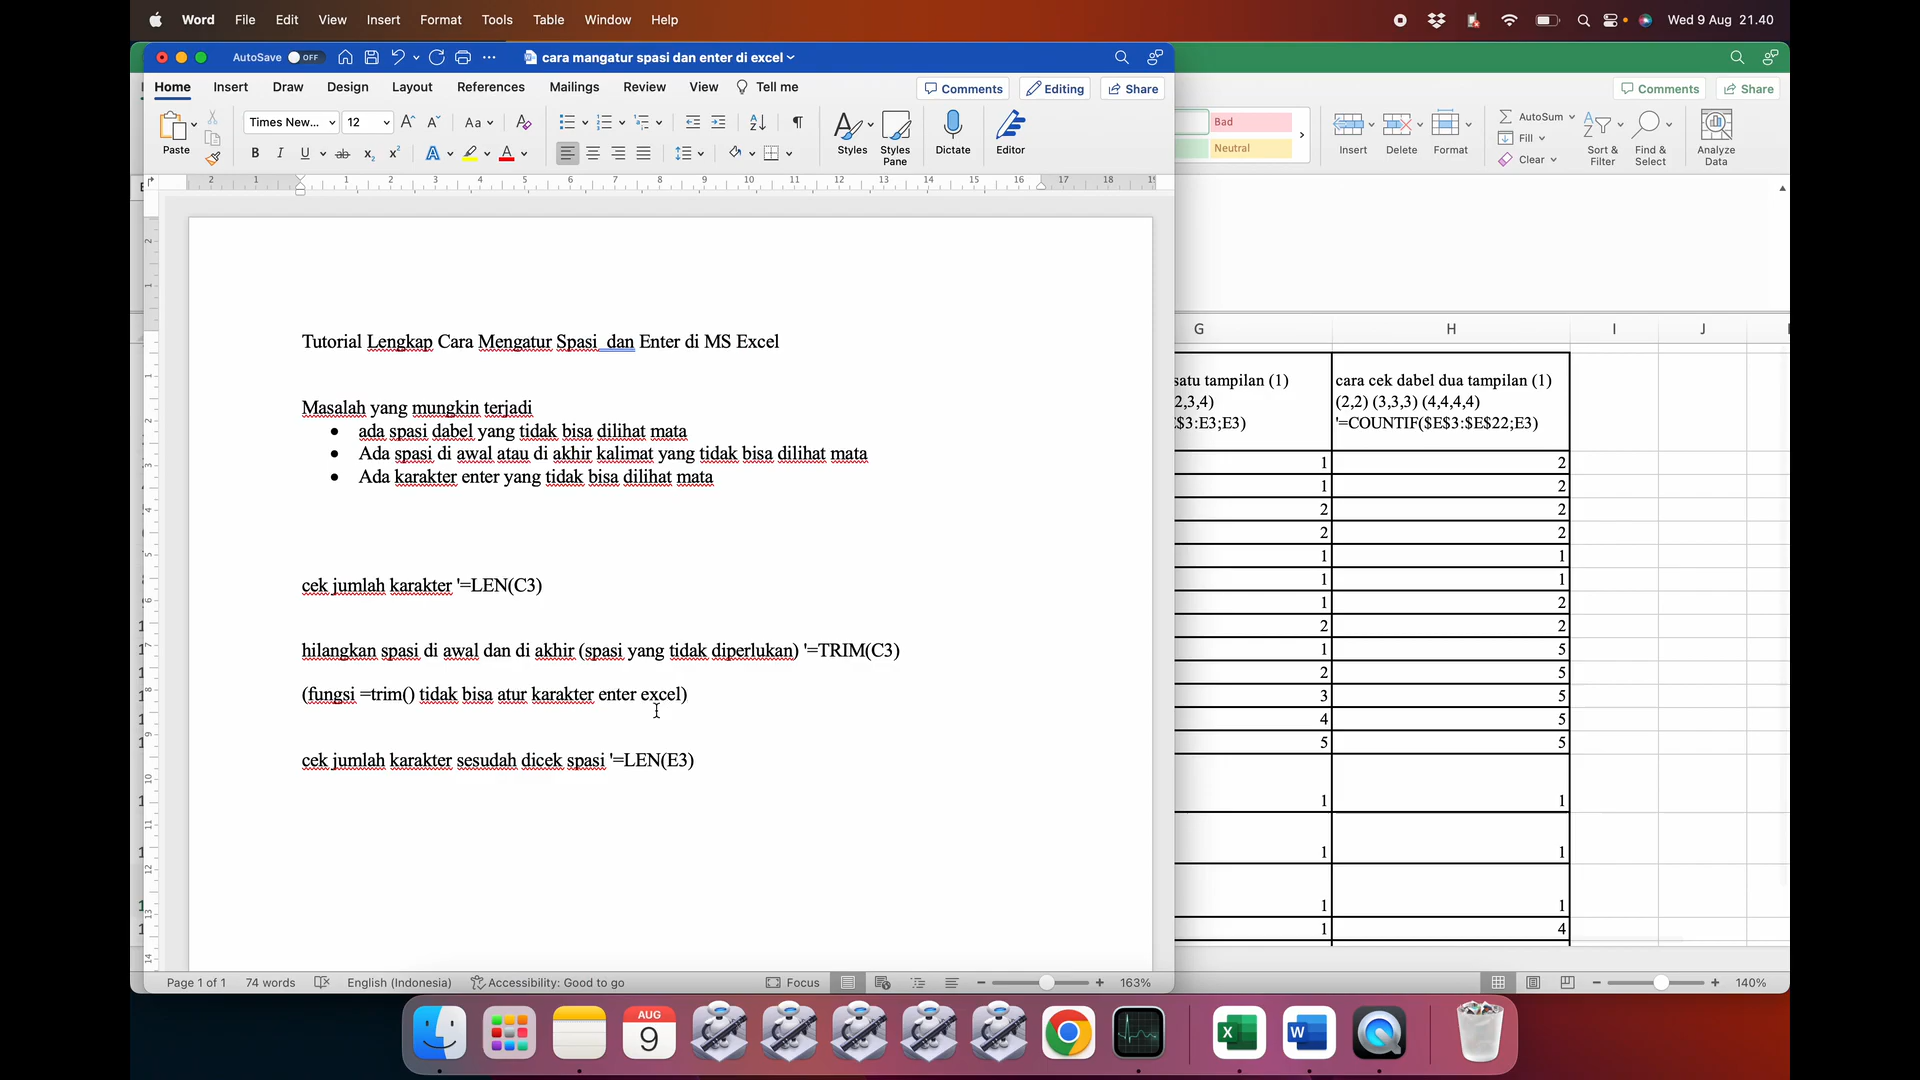 Word File Edit View Insert Format Tools Table Window Help
Wed 9 Aug 21.40
AutoSave OFF
cara mangatur spasi dan enter di excel
Home Insert Draw Design Layout References Mailings Review View Tell me
Comments Editing Share
Comments Share
Paste
Times New... 12
Styles
Styles Pane
Dictate
Editor
Bad
Neutral
Insert Delete Format
AutoSum
Fill
Clear
Sort & Filter
Find & Select
Analyze Data
Tutorial Lengkap Cara Mengatur Spasi  dan Enter di MS Excel
Masalah yang mungkin terjadi
• ada spasi dabel yang tidak bisa dilihat mata
• Ada spasi di awal atau di akhir kalimat yang tidak bisa dilihat mata
• Ada karakter enter yang tidak bisa dilihat mata
cek jumlah karakter '=LEN(C3)
hilangkan spasi di awal dan di akhir (spasi yang tidak diperlukan) '=TRIM(C3)
(fungsi =trim() tidak bisa atur karakter enter excel)
cek jumlah karakter sesudah dicek spasi '=LEN(E3)
G H I J
satu tampilan (1)
2,3,4)
$3:E3;E3)
cara cek dabel dua tampilan (1)
(2,2) (3,3,3) (4,4,4,4)
'=COUNTIF($E$3:$E$22;E3)
1 2
1 2
2 2
2 2
1 1
1 1
1 2
2 2
1 5
2 5
3 5
4 5
5 5
1 1
1 1
1 1
1 4
Page 1 of 1 74 words English (Indonesia) Accessibility: Good to go Focus 163%
140%
AUG
9